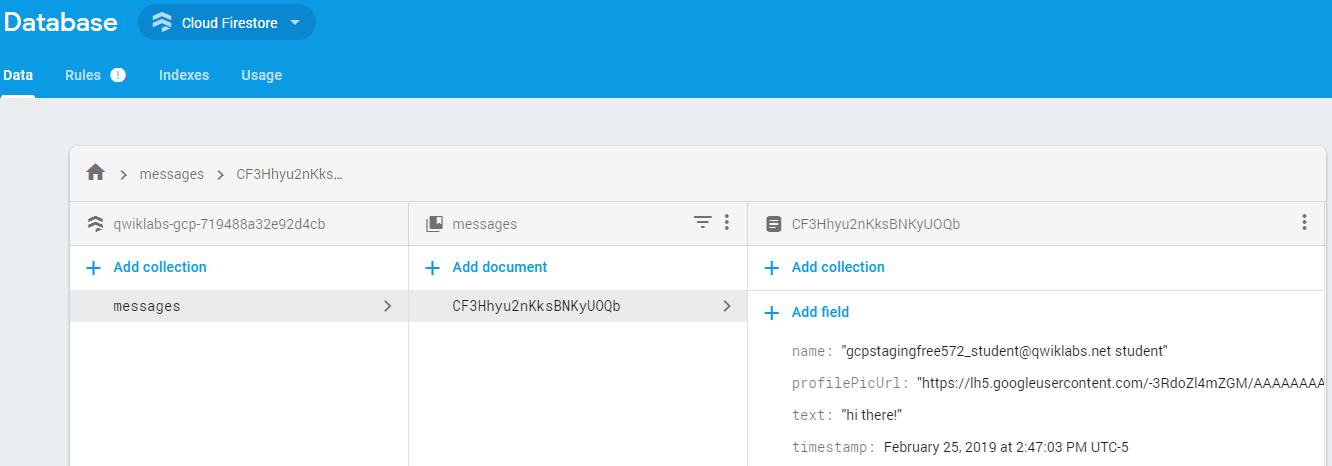 Database Cloud Firestore
Data Rules ! Indexes Usage
messages CF3Hhyu2nKks...
qwiklabs-gcp-719488a32e92d4cb messages CF3Hhyu2nKksBNKyUOQb
+ Add collection + Add document + Add collection
messages CF3Hhyu2nKksBNKyUOQb
+ Add field
name: "gcpstagingfree572_student@qwiklabs.net student"
profilePicUrl: "https://lh5.googleusercontent.com/-3RdoZl4mZGM/AAAAAAAA
text: "hi there!"
timestamp: February 25, 2019 at 2:47:03 PM UTC-5